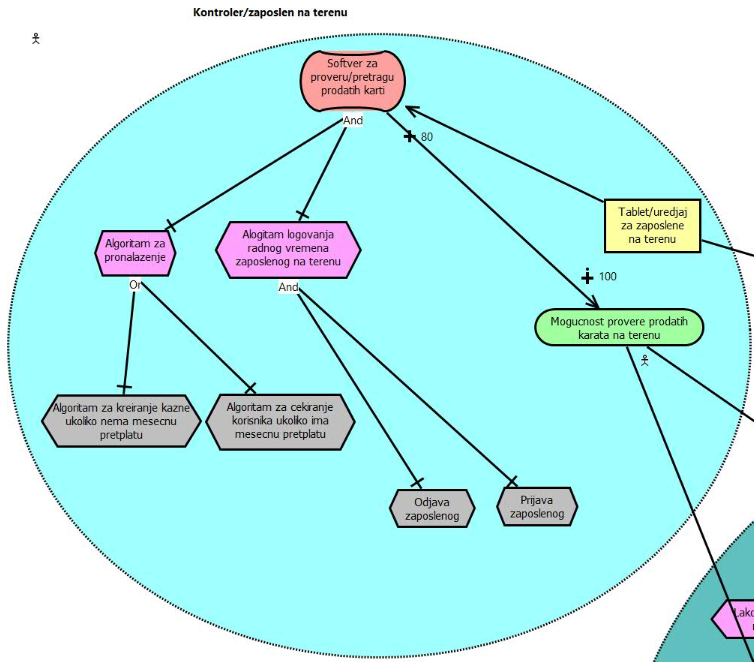 Kontroler/zaposlen na terenu
Softver za
proveru/pretragu
prodatih karti
And
80
Tablet/uredjaj
za zaposlene
na terenu
Algoritam za
pronalazenje
Alogitam logovanja
radnog vremena
zaposlenog na terenu
Or
And
100
Mogucnost provere prodatih
karata na terenu
Algoritam za kreiranje kazne
ukoliko nema mesecnu
pretplatu
Algoritam za cekiranje
korisnika ukoliko ima
mesecnu pretplatu
Odjava
zaposlenog
Prijava
zaposlenog